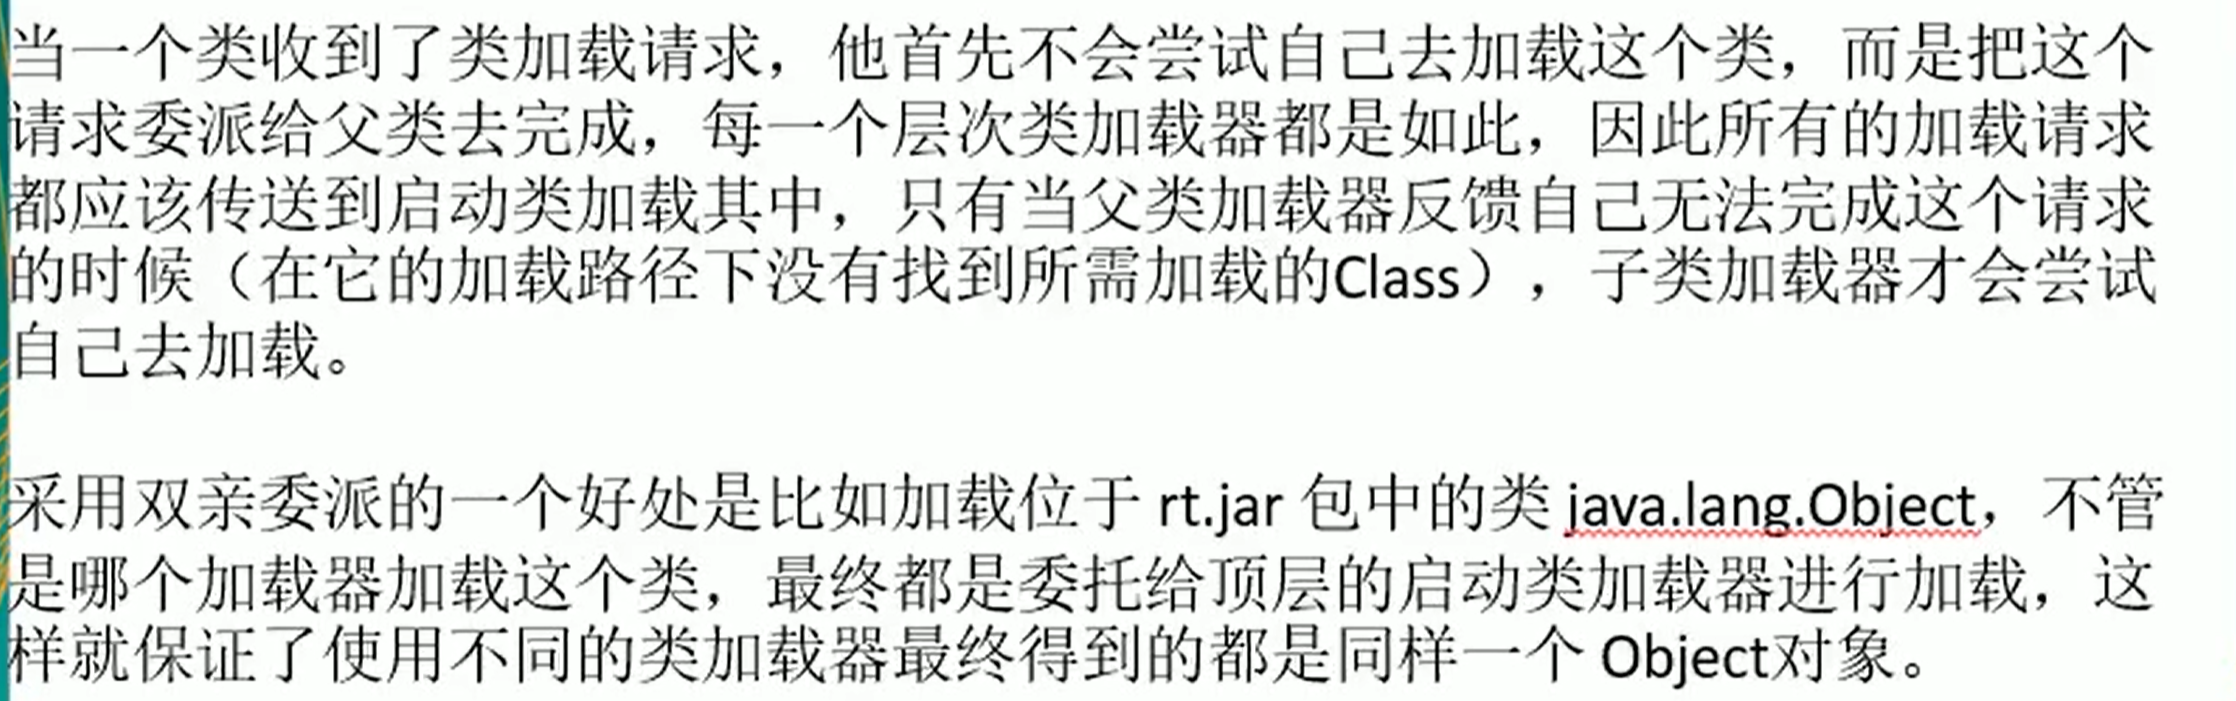 当一个类收到了类加载请求，他首先不会尝试自己去加载这个类，而是把这个
请求委派给父类去完成，每一个层次类加载器都是如此，因此所有的加载请求
都应该传送到启动类加载其中，只有当父类加载器反馈自己无法完成这个请求
的时候（在它的加载路径下没有找到所需加载的Class），子类加载器才会尝试
自己去加载。
采用双亲委派的一个好处是比如加载位于 rt.jar 包中的类 java.lang.Object，不管
是哪个加载器加载这个类，最终都是委托给顶层的启动类加载器进行加载，这
样就保证了使用不同的类加载器最终得到的都是同样一个 Object对象。